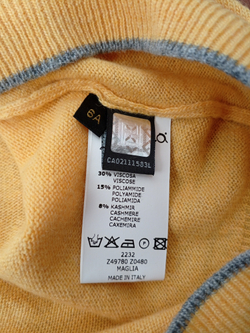 6A
CA02111503L
30% VISCOSA
VISCOSE
15% POLIAMMIDE
POLYAMIDE
POLIAMIDA
8% KASHMIR
CASHMERE
CACHEMIRE
CAXEMIRA
2232
Z49780 Z0480
MAGLIA
MADE IN ITALY